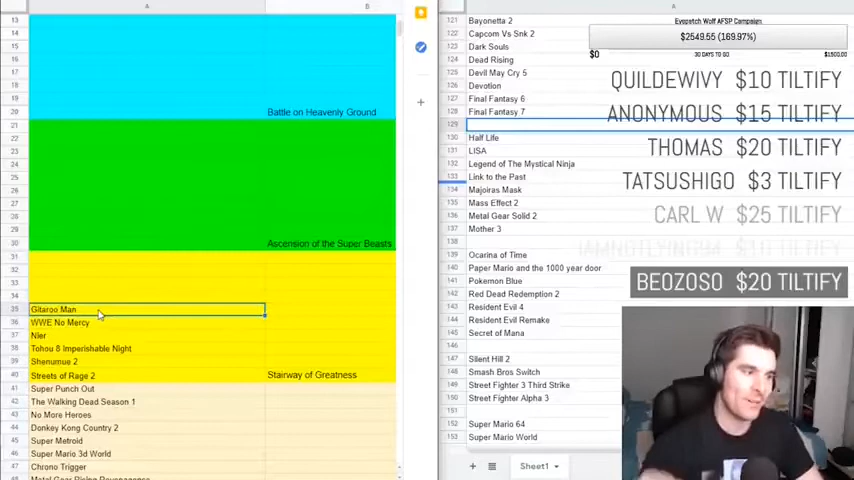 A
B
13
14
15
16
17
18
19
20 Battle on Heavenly Ground
21
22
23
24
25
26
27
28
29
30 Ascension of the Super Beasts
31
32
33
34
35 Gitaroo Man
36 WWE No Mercy
37 Nier
38 Tohou 8 Imperishable Night
39 Shenumue 2
40 Streets of Rage 2 Stairway of Greatness
41 Super Punch Out
42 The Walking Dead Season 1
43 No More Heroes
44 Donkey Kong Country 2
45 Super Metroid
46 Super Mario 3d World
47 Chrono Trigger
48 Metal Gear Rising Revengeance
A
121 Bayonetta 2
122 Capcom Vs Snk 2
123 Dark Souls
124 Dead Rising
125 Devil May Cry 5
126 Devotion
127 Final Fantasy 6
128 Final Fantasy 7
129
130 Half Life
131 LISA
132 Legend of The Mystical Ninja
133 Link to the Past
134 Majoiras Mask
135 Mass Effect 2
136 Metal Gear Solid 2
137 Mother 3
138
139 Ocarina of Time
140 Paper Mario and the 1000 year door
141 Pokemon Blue
142 Red Dead Redemption 2
143 Resident Evil 4
144 Resident Evil Remake
145 Secret of Mana
146
147 Silent Hill 2
148 Smash Bros Switch
149 Street Fighter 3 Third Strike
150 Street Fighter Alpha 3
151
152 Super Mario 64
153 Super Mario World
Sheet1
Eyepatch Wolf AFSP Campaign
$2549.55 (169.97%)
$0 30 DAYS TO GO $1500.00
QUILDEWIVY $10 TILTIFY
ANONYMOUS $15 TILTIFY
THOMAS $20 TILTIFY
TATSUSHIGO $3 TILTIFY
CARL W $25 TILTIFY
BEOZOSO $20 TILTIFY